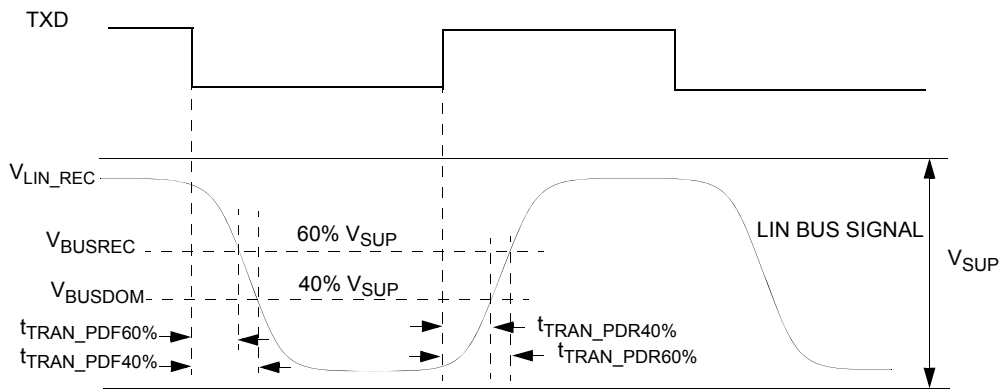 TXD
VLIN_REC
LIN BUS SIGNAL
VBUSREC
60% VSUP
VSUP
VBUSDOM
40% VSUP
tTRAN_PDF60%
tTRAN_PDR40%
tTRAN_PDF40%
tTRAN_PDR60%